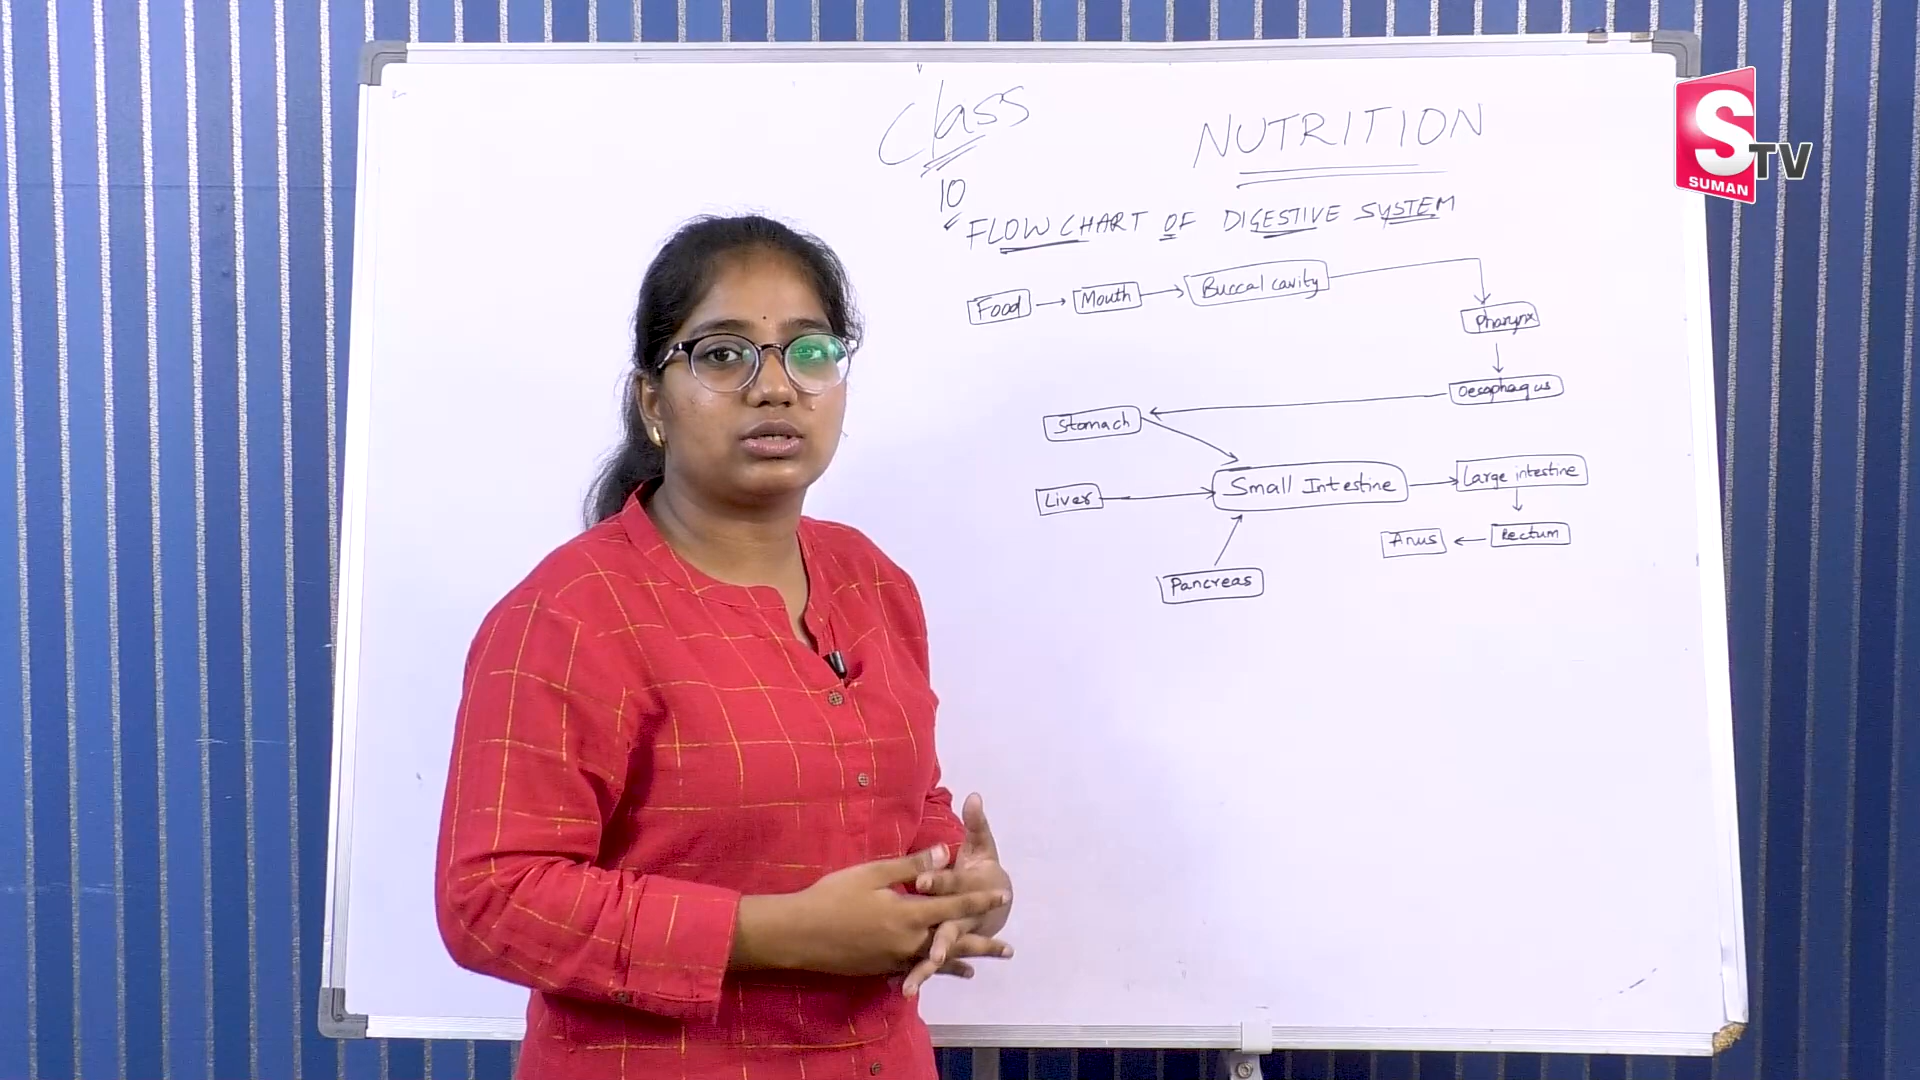 Class
10
NUTRITION
S TV
SUMAN
FLOW CHART OF DIGESTIVE SYSTEM
Food → Mouth → Buccal cavity
Pharynx
Oesophagus
Stomach
Liver
Small Intestine
Large intestine
Anus ← Rectum
Pancreas